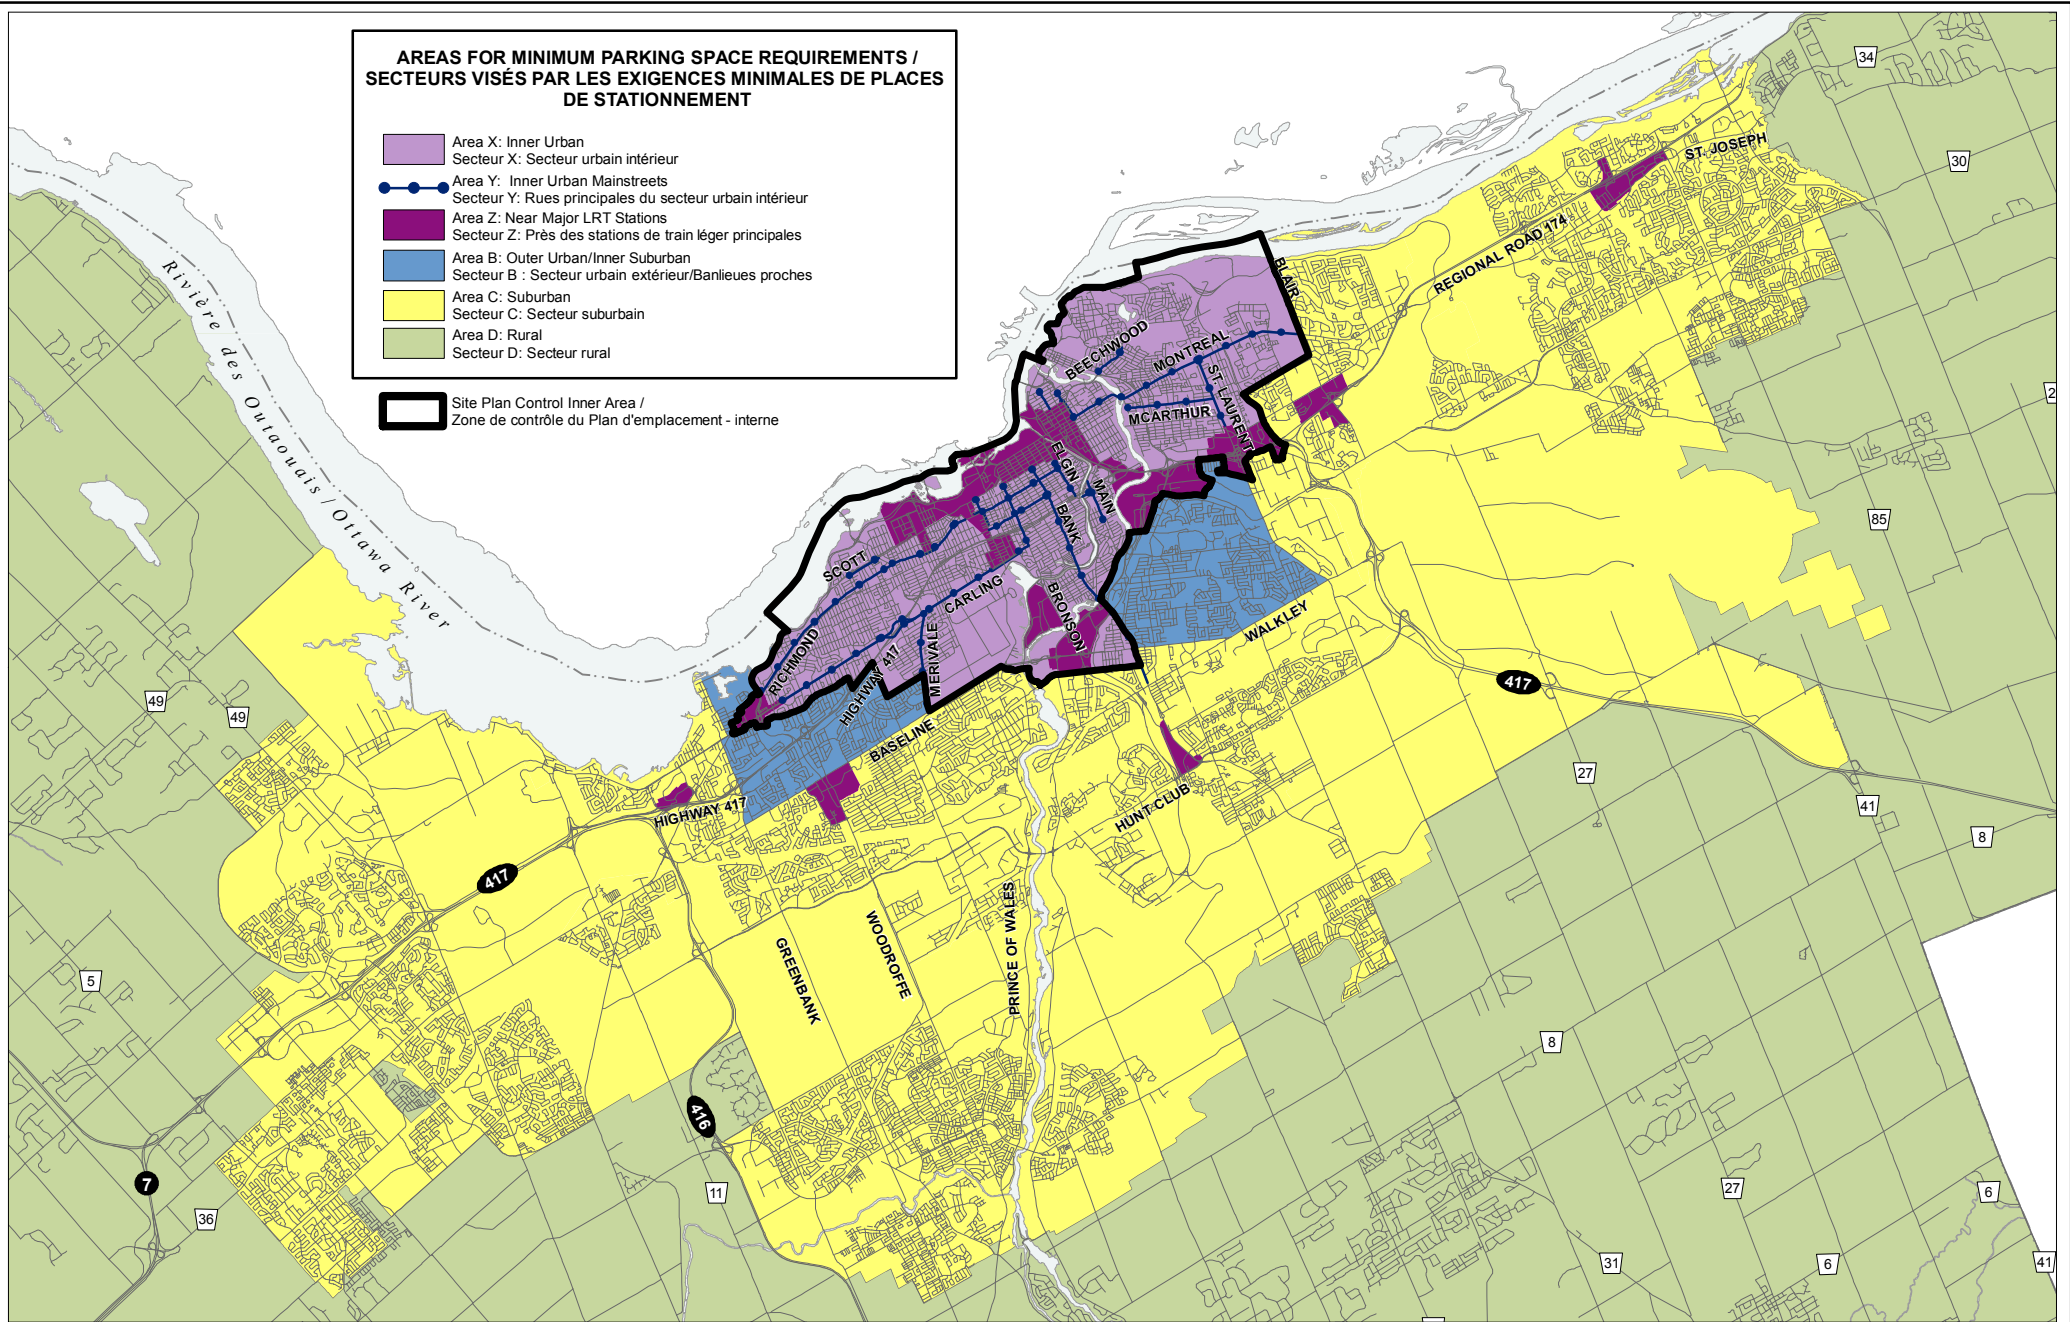 AREAS FOR MINIMUM PARKING SPACE REQUIREMENTS /
SECTEURS VISÉS PAR LES EXIGENCES MINIMALES DE PLACES
DE STATIONNEMENT
Area X: Inner Urban
Secteur X: Secteur urbain intérieur
Area Y: Inner Urban Mainstreets
Secteur Y: Rues principales du secteur urbain intérieur
Area Z: Near Major LRT Stations
Secteur Z: Près des stations de train léger principales
Area B: Outer Urban/Inner Suburban
Secteur B : Secteur urbain extérieur/Banlieues proches
Area C: Suburban
Secteur C: Secteur suburbain
Area D: Rural
Secteur D: Secteur rural
Site Plan Control Inner Area /
Zone de contrôle du Plan d'emplacement - interne
Rivière des Outaouais / Ottawa River
34
ST. JOSEPH
30
REGIONAL ROAD 174
BLAIR
BEECHWOOD
MONTREAL
ST. LAURENT
MCARTHUR
2
ELGIN
MAIN
BANK
85
SCOTT
CARLING
BRONSON
WALKLEY
RICHMOND
MERIVALE
HIGHWAY 417
417
49
49
BASELINE
27
HUNT CLUB
HIGHWAY 417
41
8
417
PRINCE OF WALES
WOODROFFE
GREENBANK
5
8
416
7
11
27
6
36
31
6
41